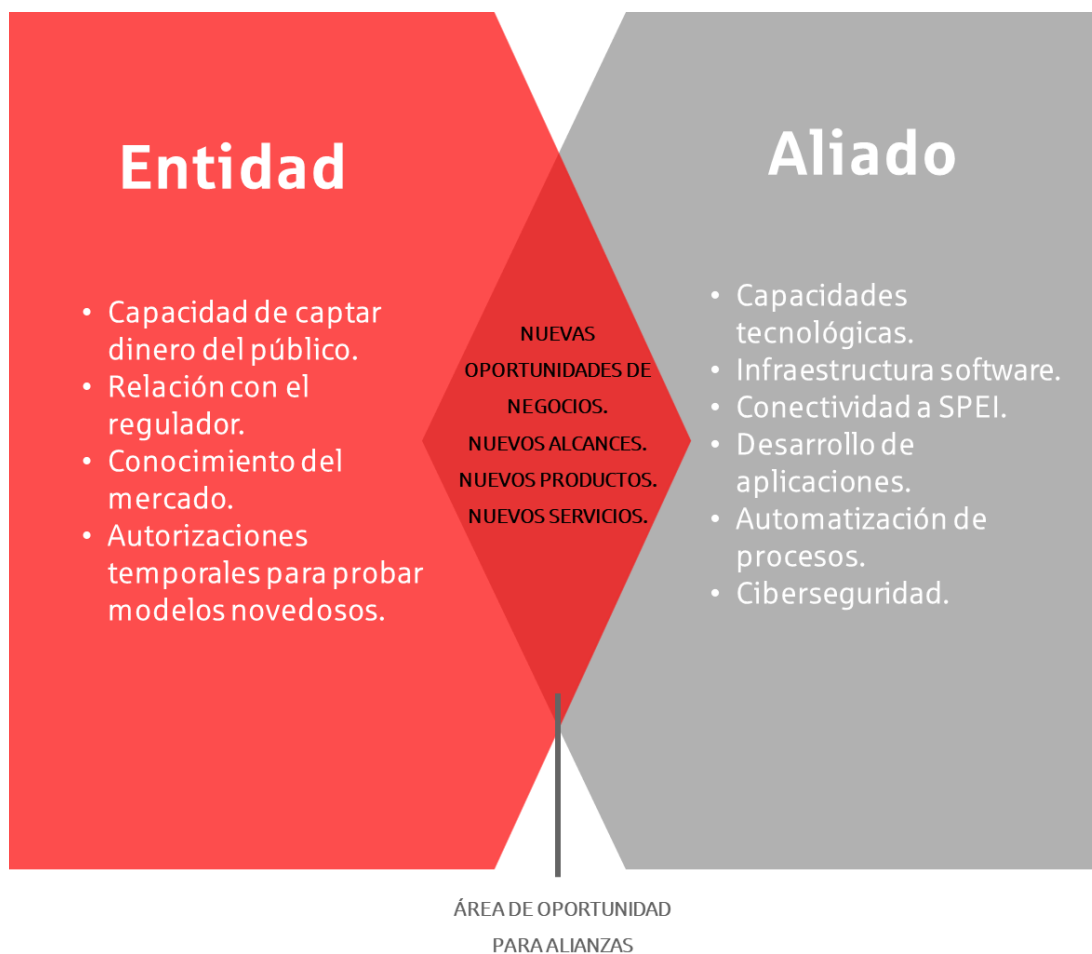 Entidad
• Capacidad de captar
dinero del público.
• Relación con el
regulador.
• Conocimiento del
mercado.
• Autorizaciones
temporales para probar
modelos novedosos.
NUEVAS
OPORTUNIDADES DE
NEGOCIOS.
NUEVOS ALCANCES.
NUEVOS PRODUCTOS.
NUEVOS SERVICIOS.
Aliado
• Capacidades
tecnológicas.
• Infraestructura software.
• Conectividad a SPEI.
• Desarrollo de
aplicaciones.
• Automatización de
procesos.
• Ciberseguridad.
ÁREA DE OPORTUNIDAD
PARA ALIANZAS